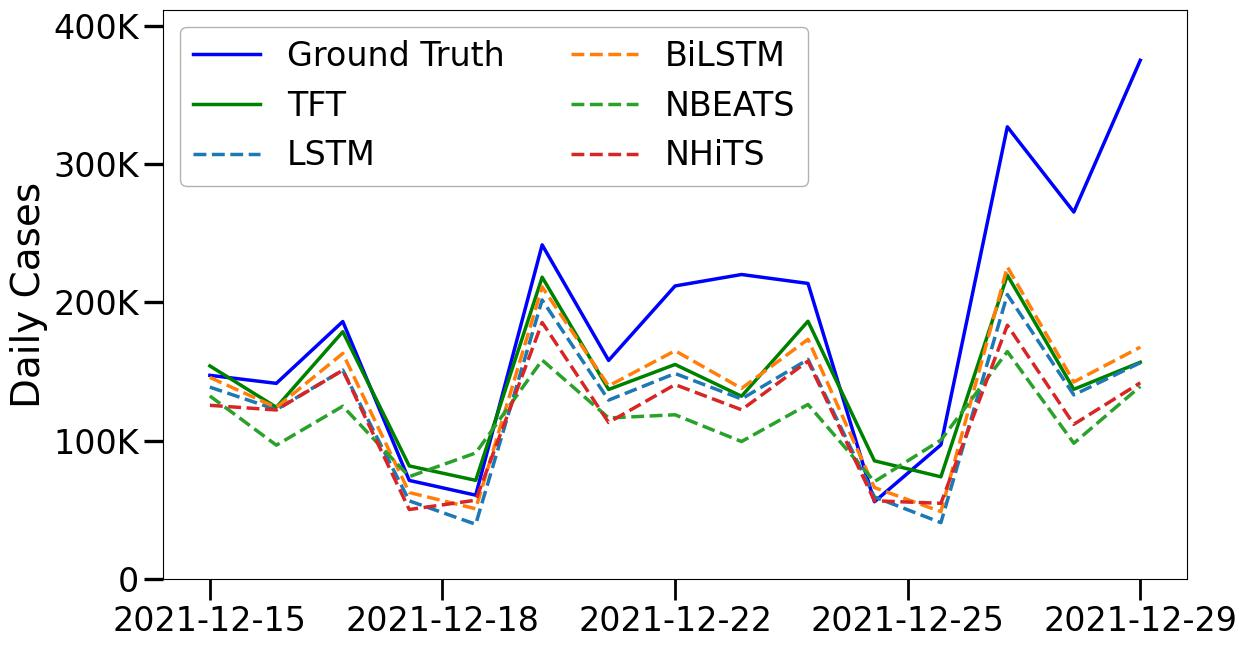 400K
300K
200K
100K
0
Daily Cases
Ground Truth
TFT
LSTM
BiLSTM
NBEATS
NHiTS
2021-12-15
2021-12-18
2021-12-22
2021-12-25
2021-12-29